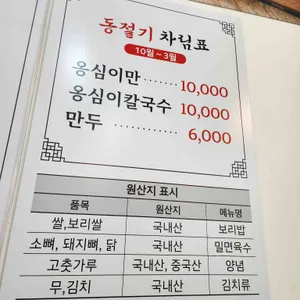 동절기 차림표
10월~3월
옹심이만 ······· 10,000
옹심이칼국수 10,000
만두 ········ 6,000
원산지 표시
품목 원산지 메뉴명
쌀,보리쌀 국내산 보리밥
소뼈, 돼지뼈, 닭 국내산 밀면육수
고춧가루 국내산, 중국산 양념
무,김치 국내산 김치류